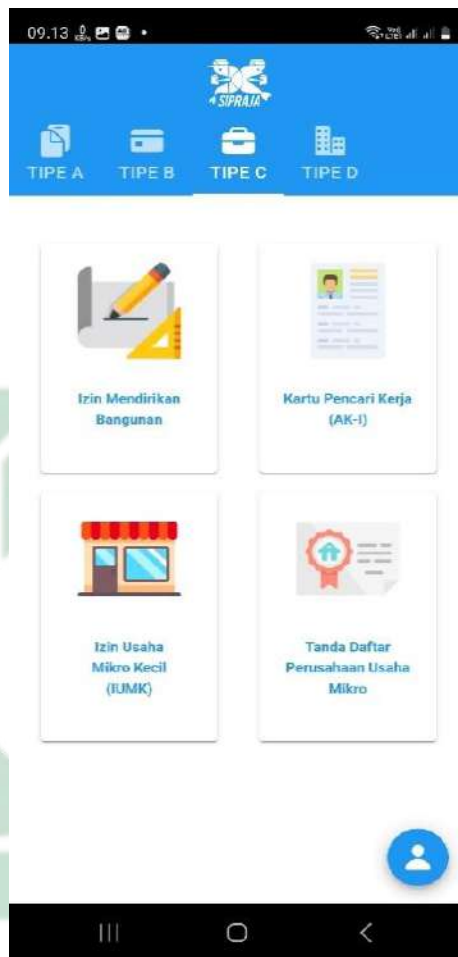 09.13
SIPRAJA
TIPE A TIPE B TIPE C TIPE D
Izin Mendirikan
Bangunan
Kartu Pencari Kerja
(AK-I)
Izin Usaha
Mikro Kecil
(IUMK)
Tanda Daftar
Perusahaan Usaha
Mikro